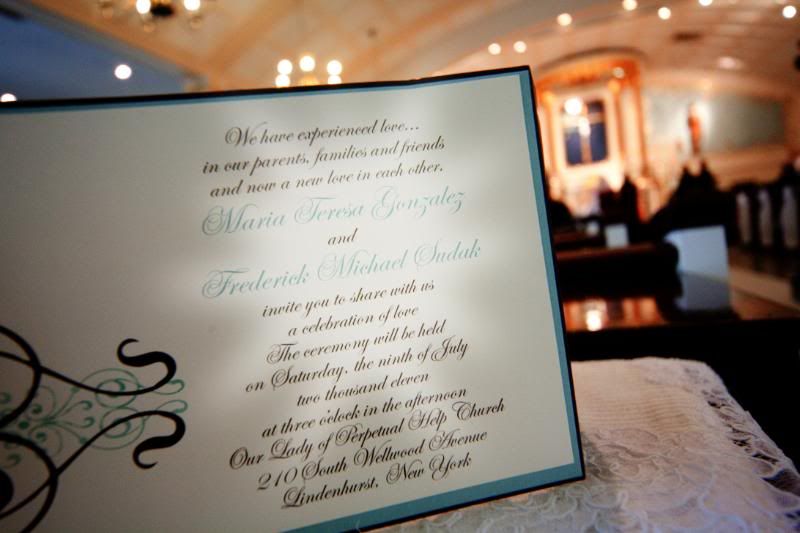 We have experienced love...
in our parents, families and friends
and now a new love in each other,
Maria Teresa Gonzalez
and
Frederick Michael Sudak
invite you to share with us
a celebration of love
The ceremony will be held
on Saturday, the ninth of July
two thousand eleven
at three o'clock in the afternoon
Our Lady of Perpetual Help Church
210 South Wellwood Avenue
Lindenhurst, New York